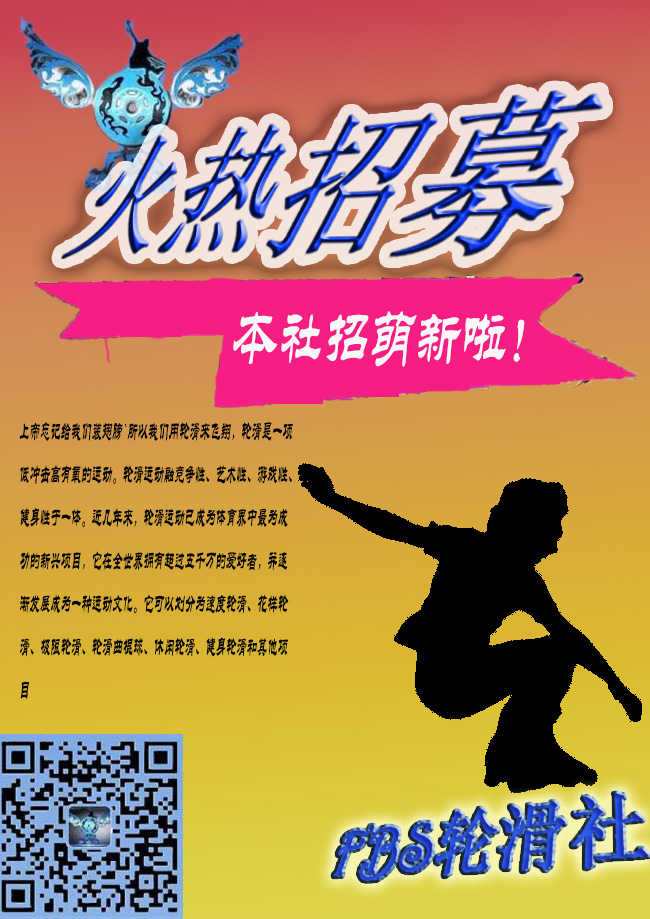 火热招募
本社招萌新啦！
上帝忘记给我们装翅膀`所以我们用轮滑来飞翔，轮滑是一项
低冲击高有氧的运动。轮滑运动融竞争性、艺术性、游戏性、
健身性于一体。近几年来，轮滑运动已成为体育界中最为成
功的新兴项目，它在全世界拥有超过五千万的爱好者，并逐
渐发展成为一种运动文化。它可以划分为速度轮滑、花样轮
滑、极限轮滑、轮滑曲棍球、休闲轮滑、健身轮滑和其他项
目
FBS轮滑社